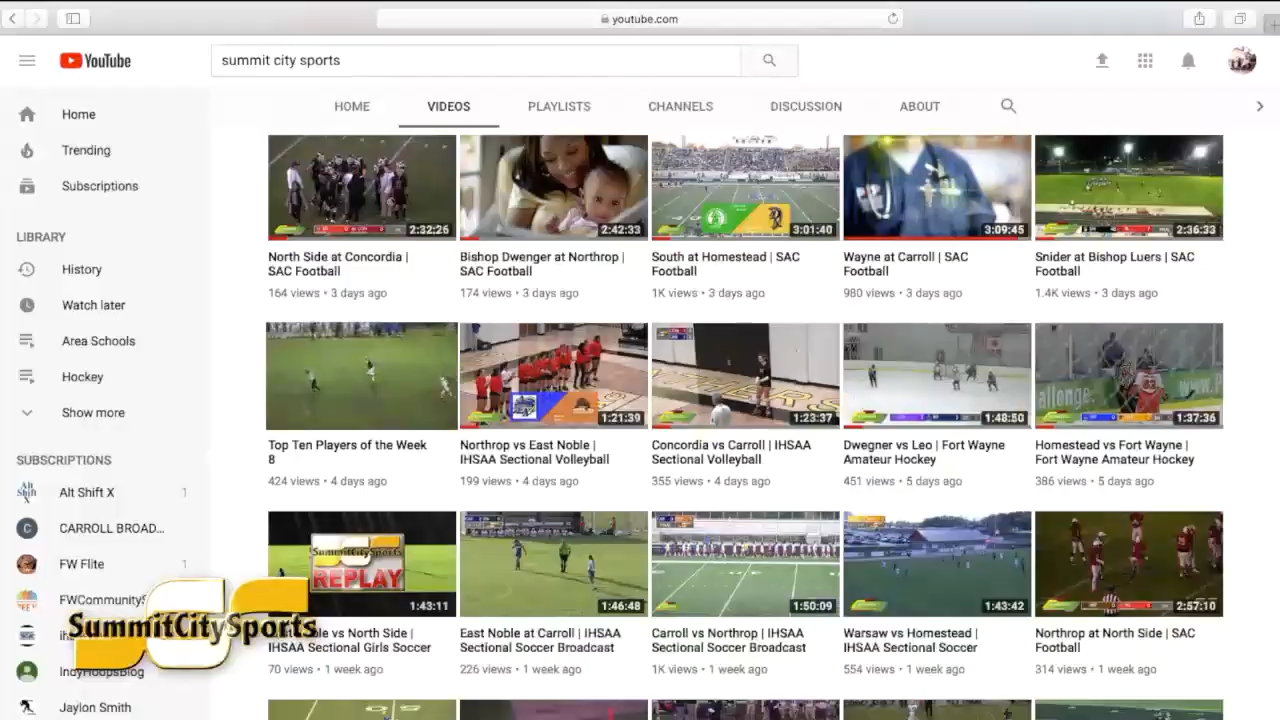 youtube.com
YouTube
summit city sports
HOME VIDEOS PLAYLISTS CHANNELS DISCUSSION ABOUT
Home
Trending
Subscriptions
LIBRARY
History
Watch later
Area Schools
Hockey
Show more
SUBSCRIPTIONS
Alt Shift X 1
CARROLL BROAD...
FW Flite 1
FWCommunityS
IndyHoopsBlog
Jaylon Smith
SummitCitySports
2:32:26
North Side at Concordia |
SAC Football
164 views • 3 days ago
2:42:33
Bishop Dwenger at Northrop |
SAC Football
174 views • 3 days ago
3:01:40
South at Homestead | SAC
Football
1K views • 3 days ago
3:09:45
Wayne at Carroll | SAC
Football
980 views • 3 days ago
2:36:33
Snider at Bishop Luers | SAC
Football
1.4K views • 3 days ago
Top Ten Players of the Week
8
424 views • 4 days ago
1:21:39
Northrop vs East Noble |
IHSAA Sectional Volleyball
199 views • 4 days ago
1:23:37
Concordia vs Carroll | IHSAA
Sectional Volleyball
355 views • 4 days ago
1:48:50
Dwegner vs Leo | Fort Wayne
Amateur Hockey
451 views • 5 days ago
1:37:36
Homestead vs Fort Wayne |
Fort Wayne Amateur Hockey
386 views • 5 days ago
SummitCitySports
REPLAY
1:43:11
vs North Side |
IHSAA Sectional Girls Soccer
70 views • 1 week ago
1:46:48
East Noble at Carroll | IHSAA
Sectional Soccer Broadcast
226 views • 1 week ago
1:50:09
Carroll vs Northrop | IHSAA
Sectional Soccer Broadcast
1K views • 1 week ago
1:43:42
Warsaw vs Homestead |
IHSAA Sectional Soccer
554 views • 1 week ago
2:57:10
Northrop at North Side | SAC
Football
314 views • 1 week ago